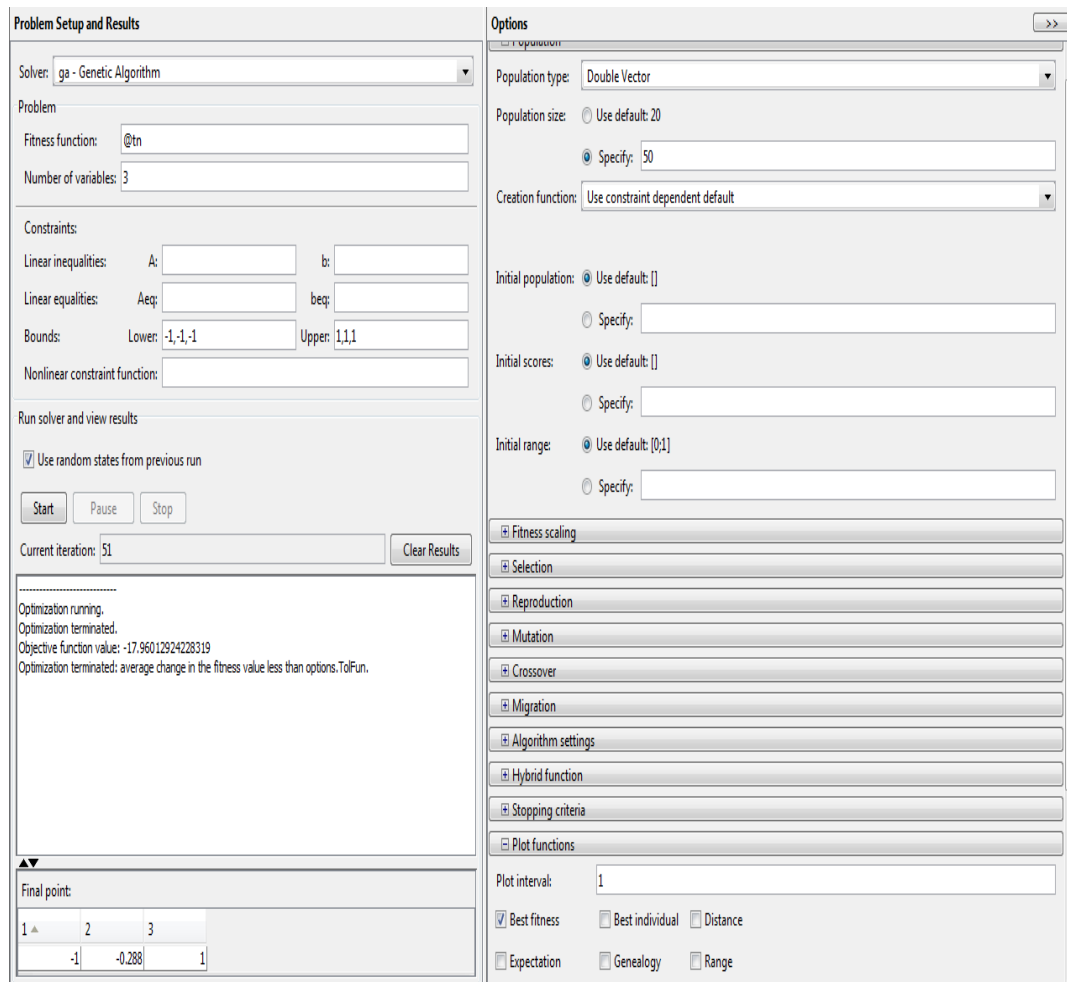 Problem Setup and Results
Solver: ga - Genetic Algorithm
Problem
Fitness function: @tn
Number of variables: 3
Constraints:
Linear inequalities: A: b:
Linear equalities: Aeq: beq:
Bounds: Lower: -1,-1,-1 Upper: 1,1,1
Nonlinear constraint function:
Run solver and view results
Use random states from previous run
Start Pause Stop
Current iteration: 51 Clear Results
-----------------------------
Optimization running.
Optimization terminated.
Objective function value: -17.96012924228319
Optimization terminated: average change in the fitness value less than options.TolFun.
Final point:
1 2 3
-1 -0.288 1
Options >>
Population
Population type: Double Vector
Population size: Use default: 20
Specify: 50
Creation function: Use constraint dependent default
Initial population: Use default: []
Specify:
Initial scores: Use default: []
Specify:
Initial range: Use default: [0;1]
Specify:
Fitness scaling
Selection
Reproduction
Mutation
Crossover
Migration
Algorithm settings
Hybrid function
Stopping criteria
Plot functions
Plot interval: 1
Best fitness Best individual Distance
Expectation Genealogy Range